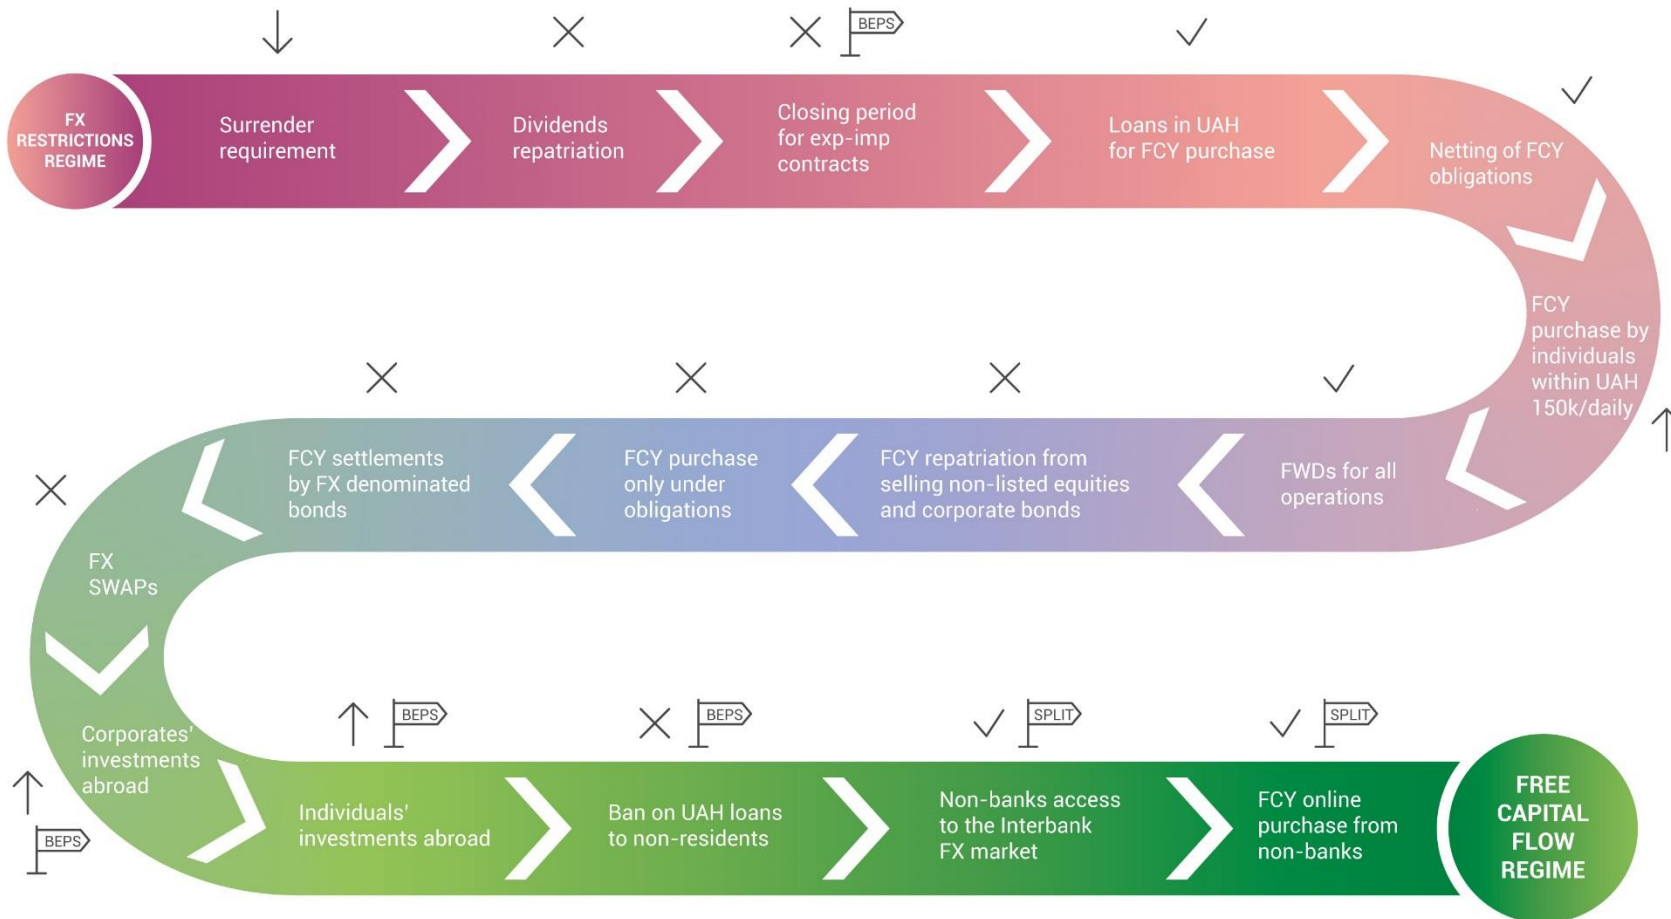 BEPS
FX
RESTRICTIONS
REGIME
Surrender
requirement
Dividends
repatriation
Closing period
for exp-imp
contracts
Loans in UAH
for FCY purchase
Netting of FCY
obligations
FCY
purchase by
individuals
within UAH
150k/daily
FWDs for all
operations
FCY repatriation from
selling non-listed equities
and corporate bonds
FCY purchase
only under
obligations
FCY settlements
by FX denominated
bonds
FX
SWAPs
Corporates'
investments
abroad
BEPS
BEPS
Individuals'
investments abroad
BEPS
Ban on UAH loans
to non-residents
SPLIT
Non-banks access
to the Interbank
FX market
SPLIT
FCY online
purchase from
non-banks
FREE
CAPITAL
FLOW
REGIME